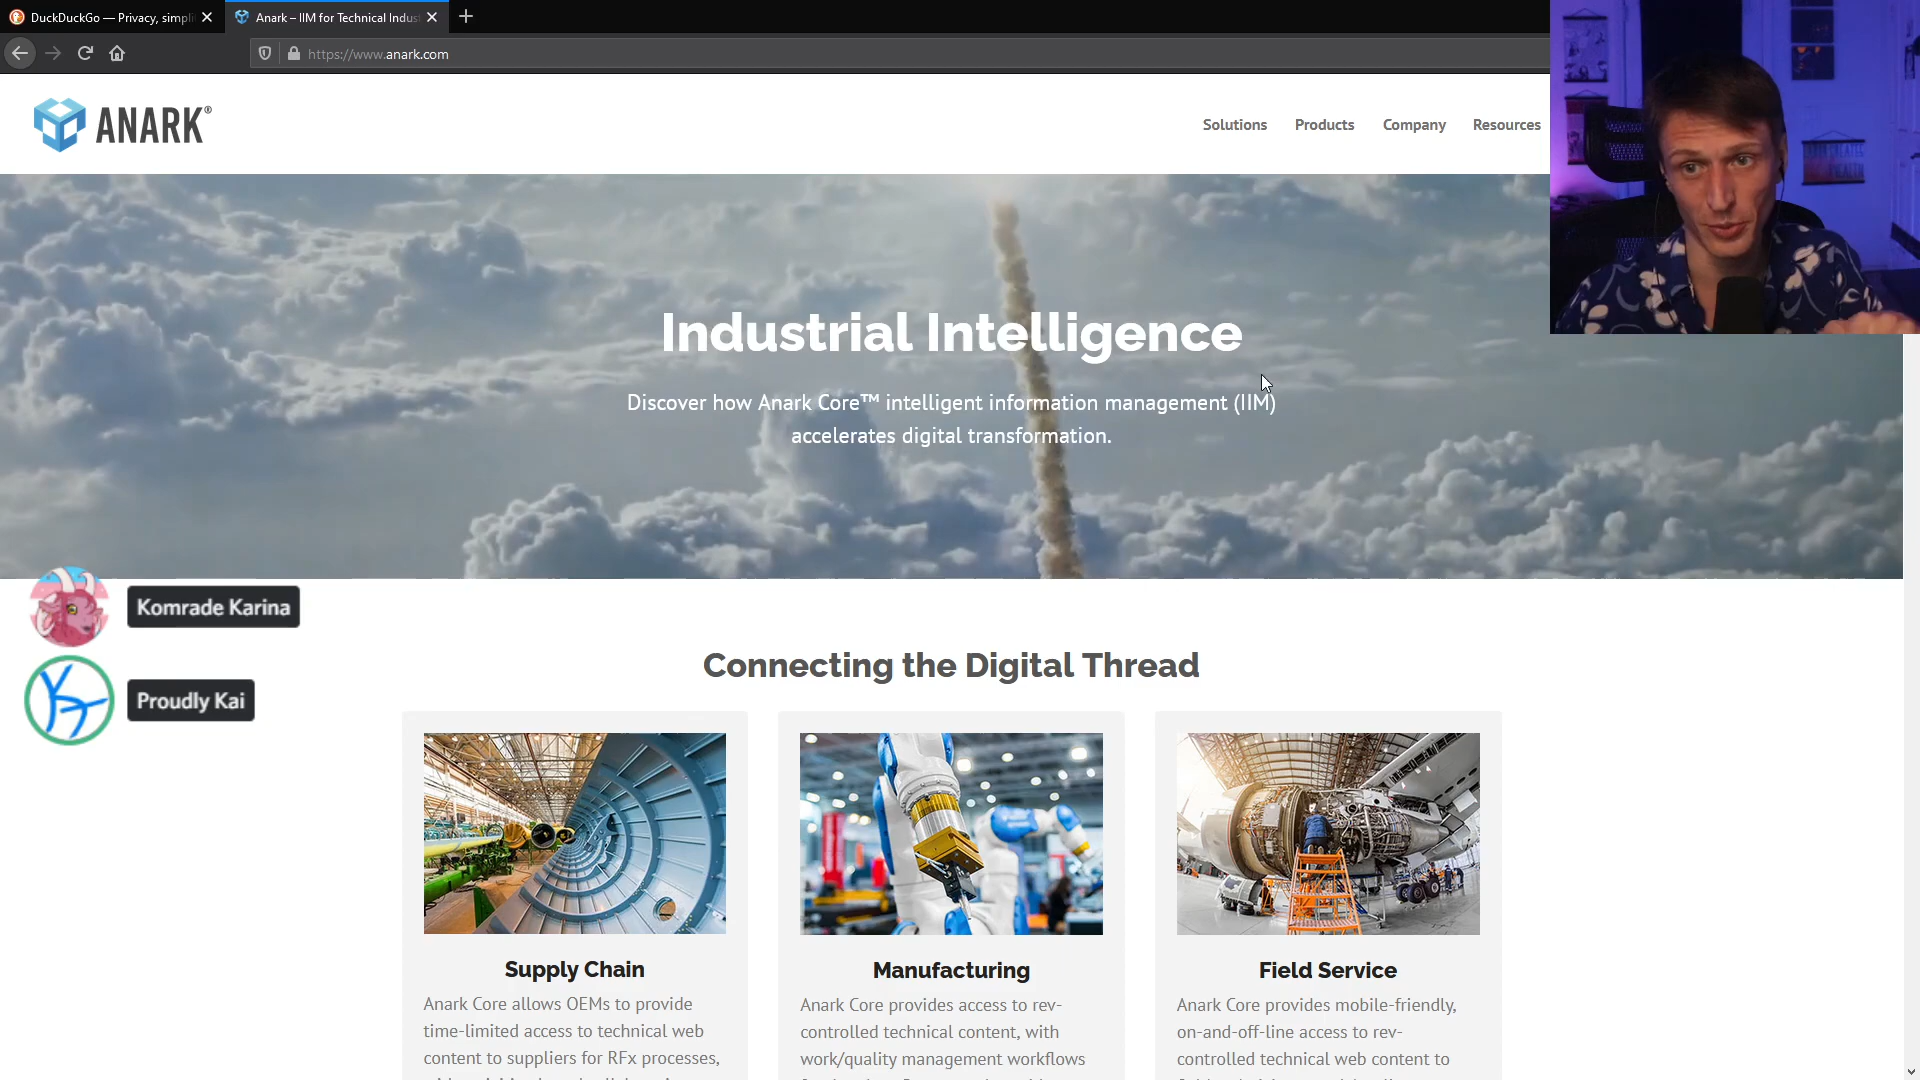 DuckDuckGo — Privacy, simpli
Anark – IIM for Technical Indus
https://www.anark.com
ANARK®
Solutions
Products
Company
Resources
Industrial Intelligence
Discover how Anark Core™ intelligent information management (IIM)
accelerates digital transformation.
Komrade Karina
Proudly Kai
Connecting the Digital Thread
Supply Chain
Anark Core allows OEMs to provide
time-limited access to technical web
content to suppliers for RFx processes,
Manufacturing
Anark Core provides access to rev-
controlled technical content, with
work/quality management workflows
Field Service
Anark Core provides mobile-friendly,
on-and-off-line access to rev-
controlled technical web content to